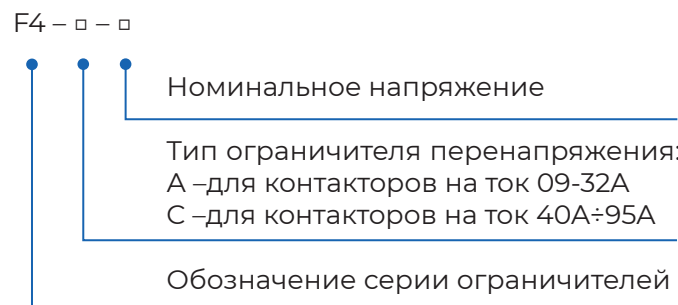 F4 – □ – □
Номинальное напряжение
Тип ограничителя перенапряжения:
А –для контакторов на ток 09-32А
С –для контакторов на ток 40А÷95А
Обозначение серии ограничителей